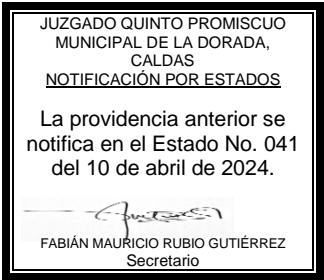 JUZGADO QUINTO PROMISCUO
MUNICIPAL DE LA DORADA,
CALDAS
NOTIFICACIÓN POR ESTADOS
La providencia anterior se
notifica en el Estado No. 041
del 10 de abril de 2024.
FABIÁN MAURICIO RUBIO GUTIÉRREZ
Secretario